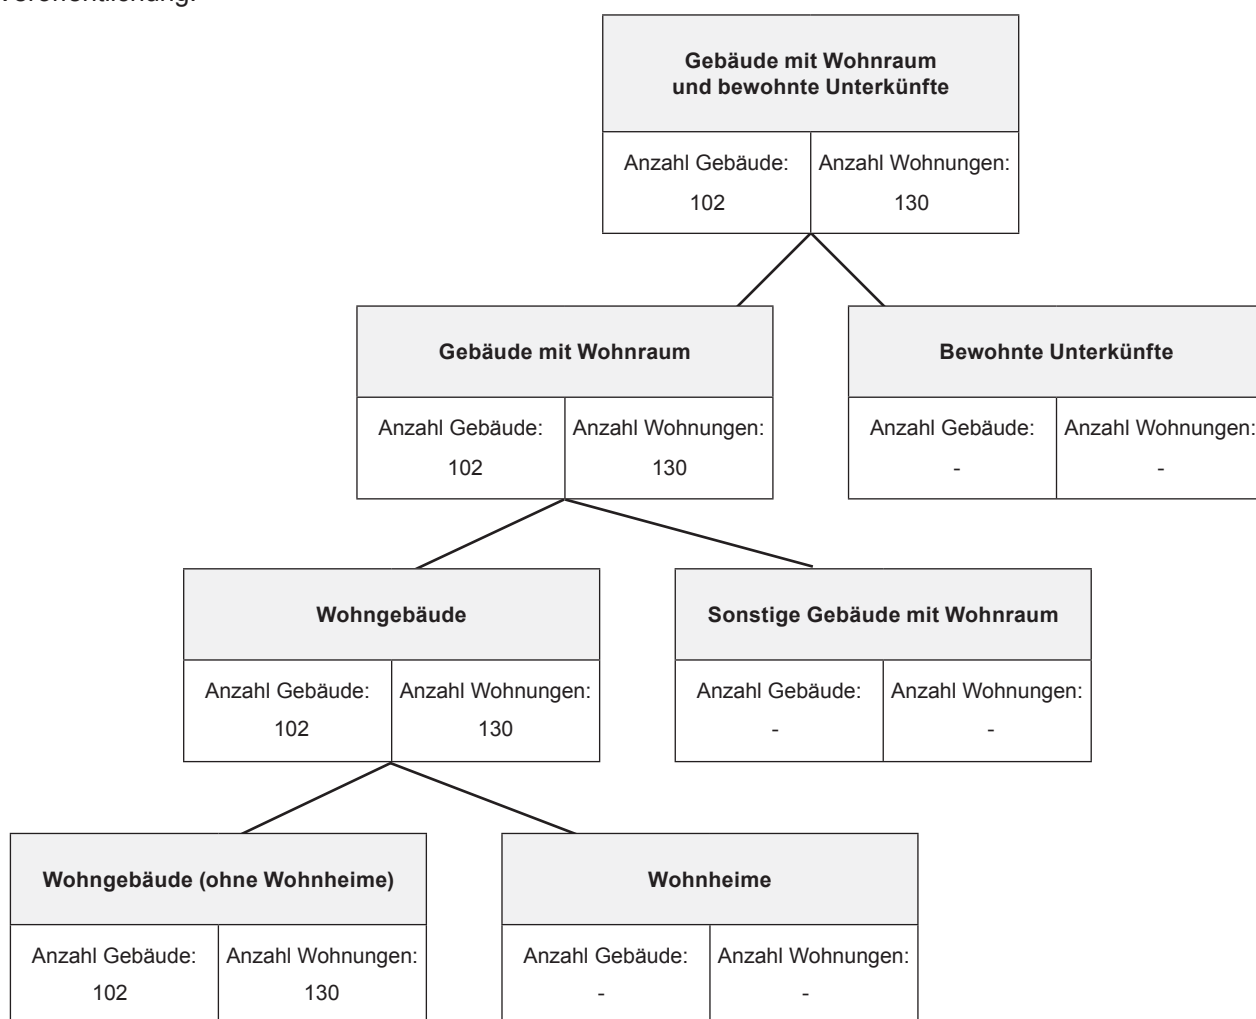 Veröffentlichung.
Gebäude mit Wohnraum
und bewohnte Unterkünfte
Anzahl Gebäude: Anzahl Wohnungen:
102 130
Gebäude mit Wohnraum
Bewohnte Unterkünfte
Anzahl Gebäude: Anzahl Wohnungen:
102 130
Anzahl Gebäude: Anzahl Wohnungen:
- -
Wohngebäude
Sonstige Gebäude mit Wohnraum
Anzahl Gebäude: Anzahl Wohnungen:
102 130
Anzahl Gebäude: Anzahl Wohnungen:
- -
Wohngebäude (ohne Wohnheime)
Wohnheime
Anzahl Gebäude: Anzahl Wohnungen:
102 130
Anzahl Gebäude: Anzahl Wohnungen:
- -